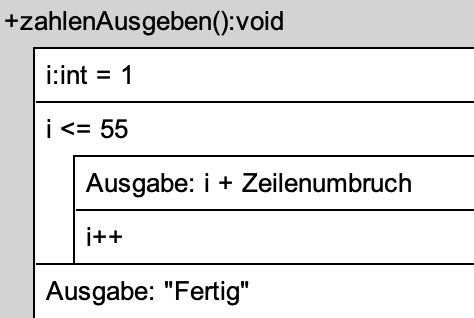 +zahlenAusgeben():void
i:int = 1
i <= 55
Ausgabe: i + Zeilenumbruch
i++
Ausgabe: "Fertig"